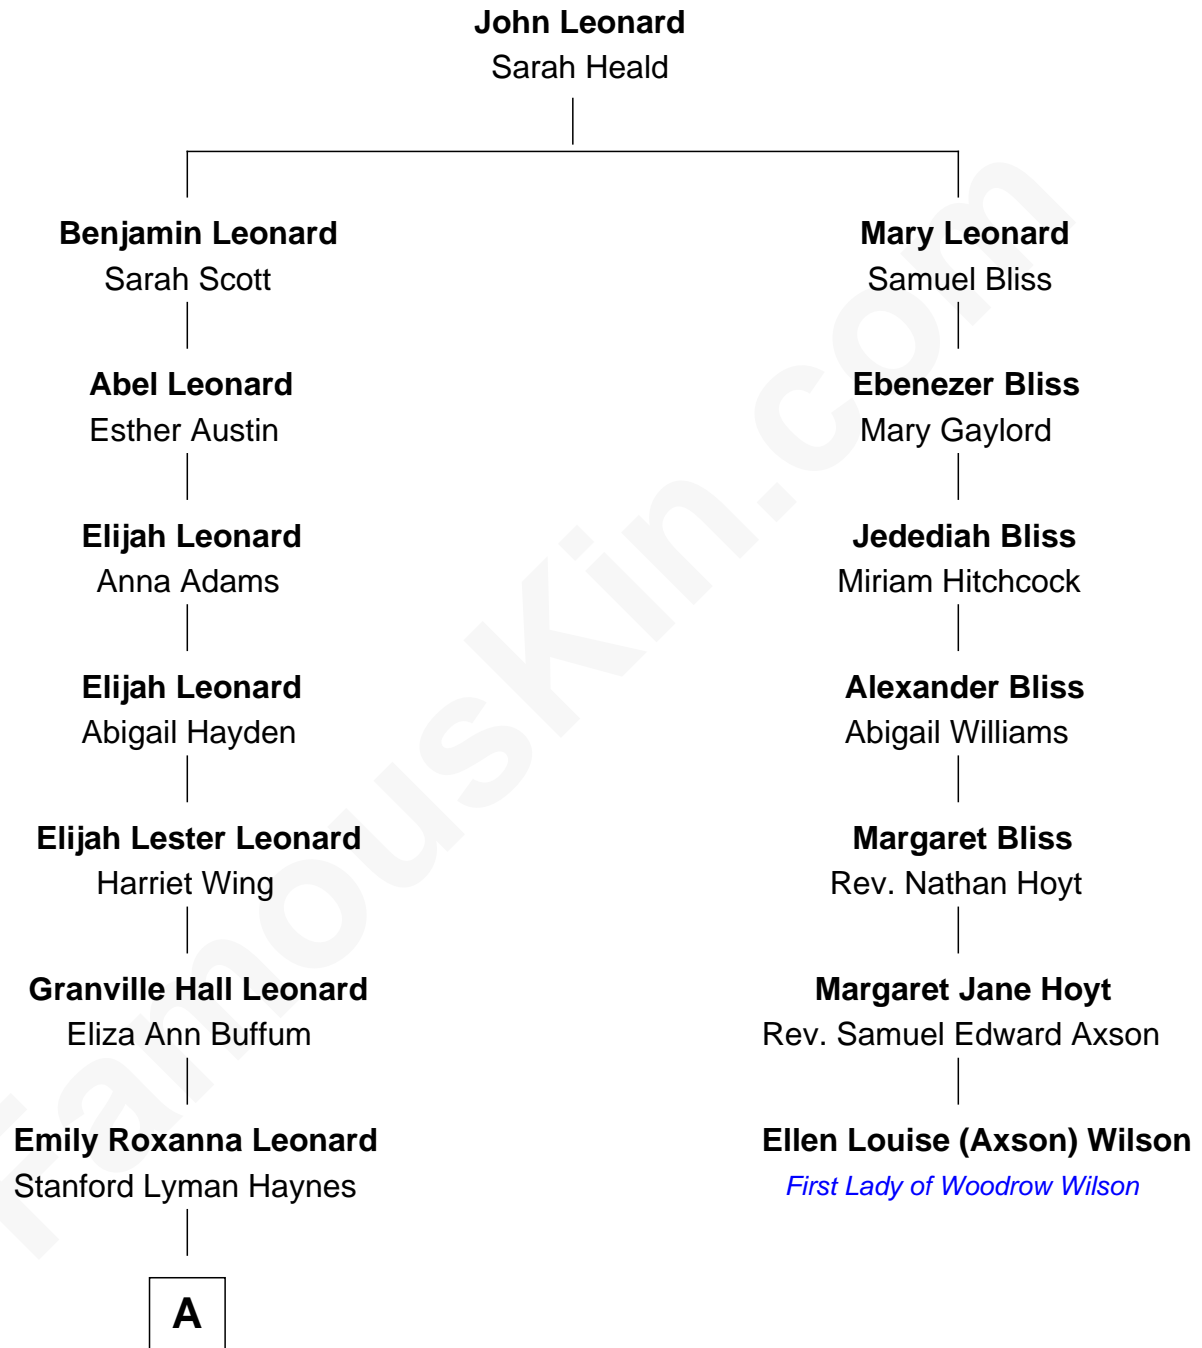 John Leonard
Sarah Heald
Benjamin Leonard
Sarah Scott
Mary Leonard
Samuel Bliss
Abel Leonard
Esther Austin
Ebenezer Bliss
Mary Gaylord
Elijah Leonard
Anna Adams
Jedediah Bliss
Miriam Hitchcock
Elijah Leonard
Abigail Hayden
Alexander Bliss
Abigail Williams
Elijah Lester Leonard
Harriet Wing
Margaret Bliss
Rev. Nathan Hoyt
Granville Hall Leonard
Eliza Ann Buffum
Margaret Jane Hoyt
Rev. Samuel Edward Axson
Emily Roxanna Leonard
Stanford Lyman Haynes
Ellen Louise (Axson) Wilson
First Lady of Woodrow Wilson
A
FamousKin.com